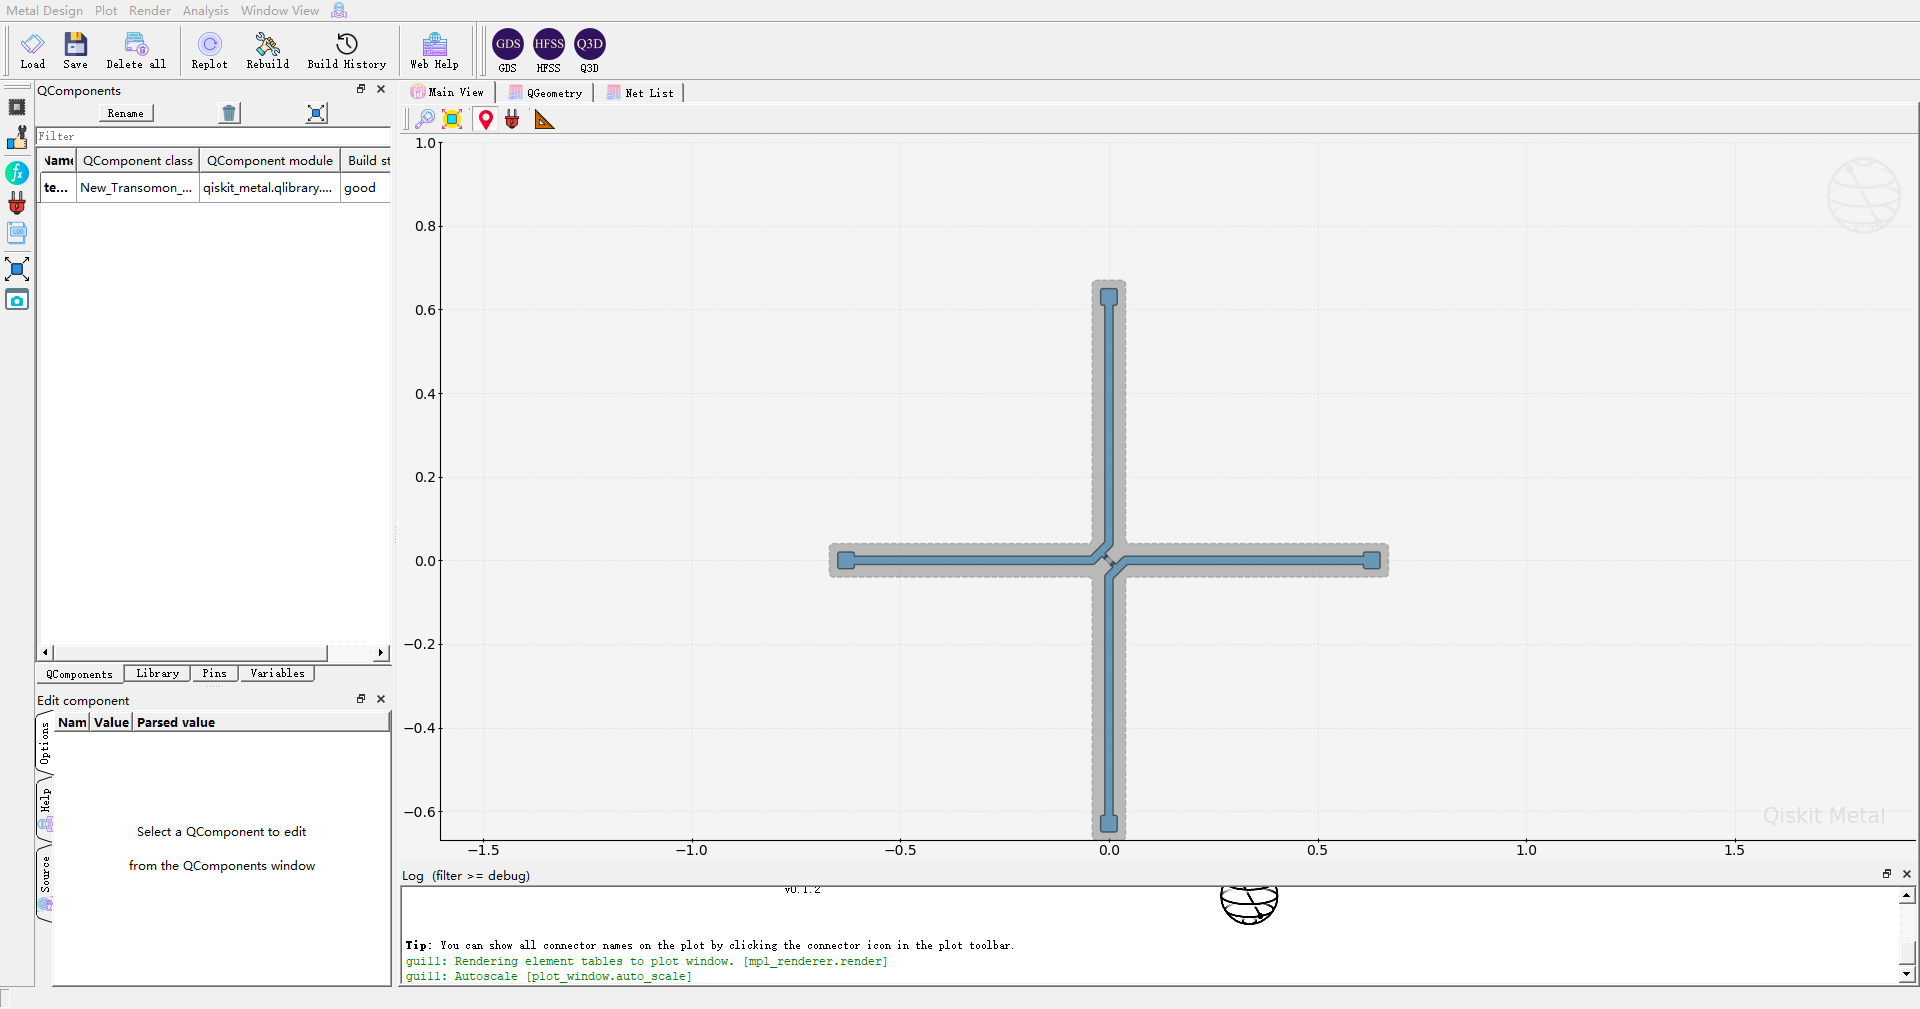 Metal Design Plot Render Analysis Window View
Load Save Delete all Replot Rebuild Build History Web Help GDS HFSS Q3D
GDS HFSS Q3D
QComponents
Main View QGeometry Net List
Rename
Filter
Name QComponent class QComponent module Build st
te... New_Transomon_... qiskit_metal.qlibrary.... good
1.0
0.8
0.6
0.4
0.2
0.0
−0.2
−0.4
−0.6
−1.5 −1.0 −0.5 0.0 0.5 1.0 1.5
Qiskit Metal
QComponents Library Pins Variables
Edit component
Nam Value Parsed value
Options
Help
Source
Select a QComponent to edit
from the QComponents window
Log (filter >= debug)
v0.1.2
Tip: You can show all connector names on the plot by clicking the connector icon in the plot toolbar.
gui11: Rendering element tables to plot window. [mpl_renderer.render]
gui11: Autoscale [plot_window.auto_scale]